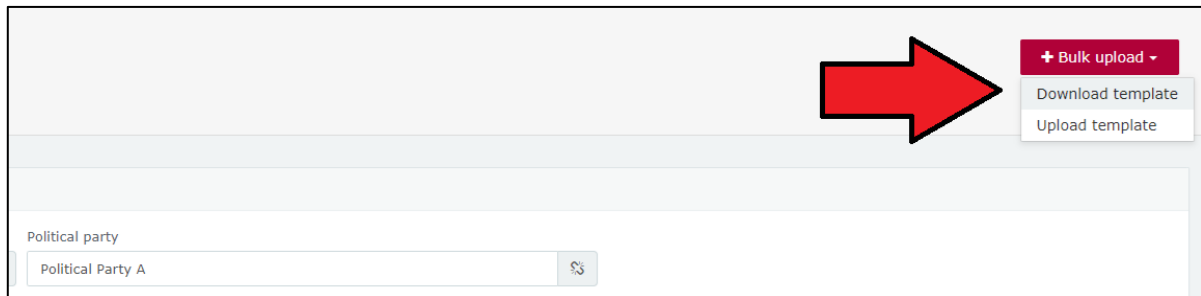 + Bulk upload
Download template
Upload template
Political party
Political Party A